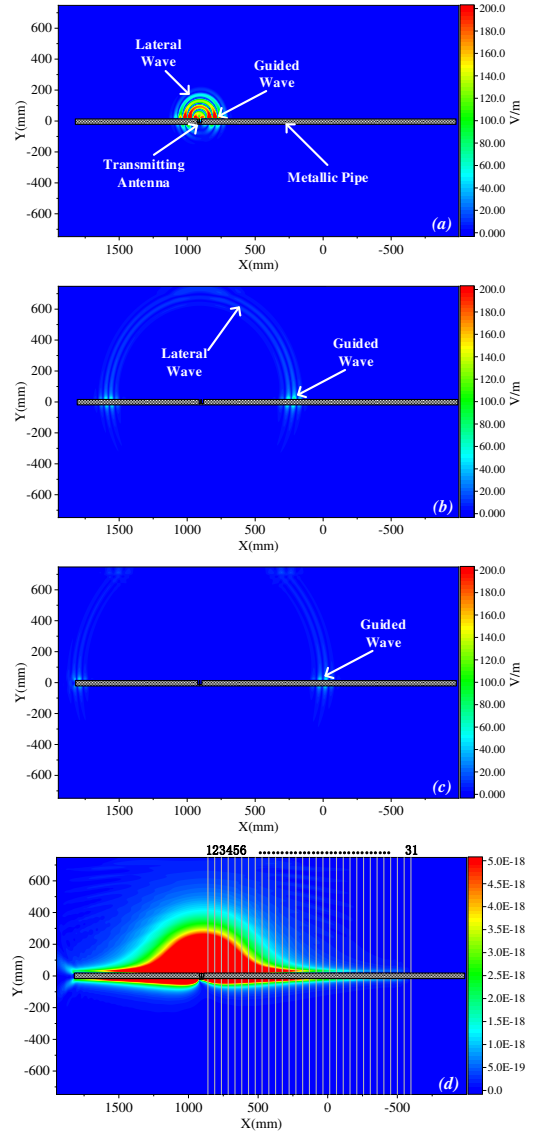 600
400
200
0
-200
-400
-600
Y(mm)
Lateral
Wave
Guided
Wave
Transmitting
Antenna
Metallic Pipe
(a)
1500
1000
500
0
-500
X(mm)
200.0
180.0
160.0
140.0
120.0
100.0
80.00
60.00
40.00
20.00
0.000
V/m
600
400
200
0
-200
-400
-600
Y(mm)
Lateral
Wave
Guided
Wave
(b)
1500
1000
500
0
-500
X(mm)
200.0
180.0
160.0
140.0
120.0
100.0
80.00
60.00
40.00
20.00
0.000
V/m
600
400
200
0
-200
-400
-600
Y(mm)
Guided
Wave
(c)
1500
1000
500
0
-500
X(mm)
200.0
180.0
160.0
140.0
120.0
100.0
80.00
60.00
40.00
20.00
0.000
V/m
123456 ........................... 31
600
400
200
0
-200
-400
-600
Y(mm)
(d)
1500
1000
500
0
-500
X(mm)
5.0E-18
4.5E-18
4.0E-18
3.5E-18
3.0E-18
2.5E-18
2.0E-18
1.5E-18
1.0E-18
5.0E-19
0.0